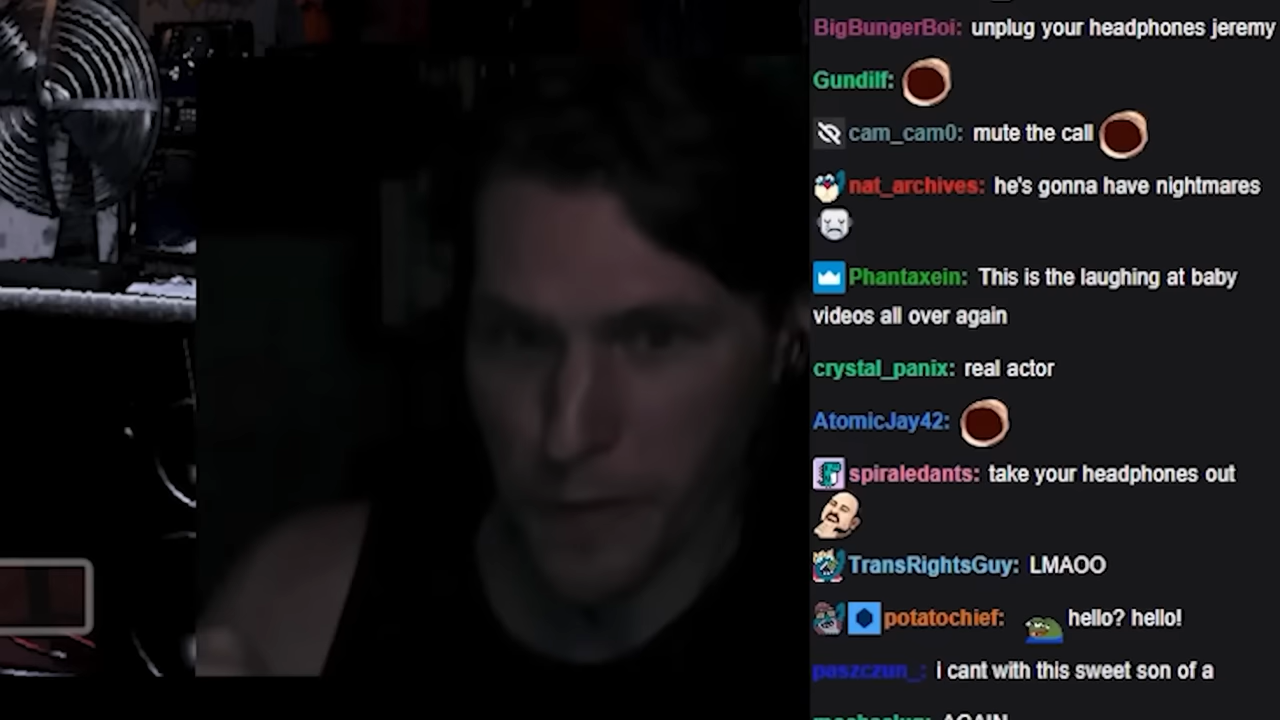 BigBungerBoi: unplug your headphones jeremy
Gundilf:
cam_cam0: mute the call
nat_archives: he's gonna have nightmares
Phantaxein: This is the laughing at baby
videos all over again
crystal_panix: real actor
AtomicJay42:
spiraledants: take your headphones out
TransRightsGuy: LMAOO
potatochief: hello? hello!
paszczun_: i cant with this sweet son of a
AGAIN